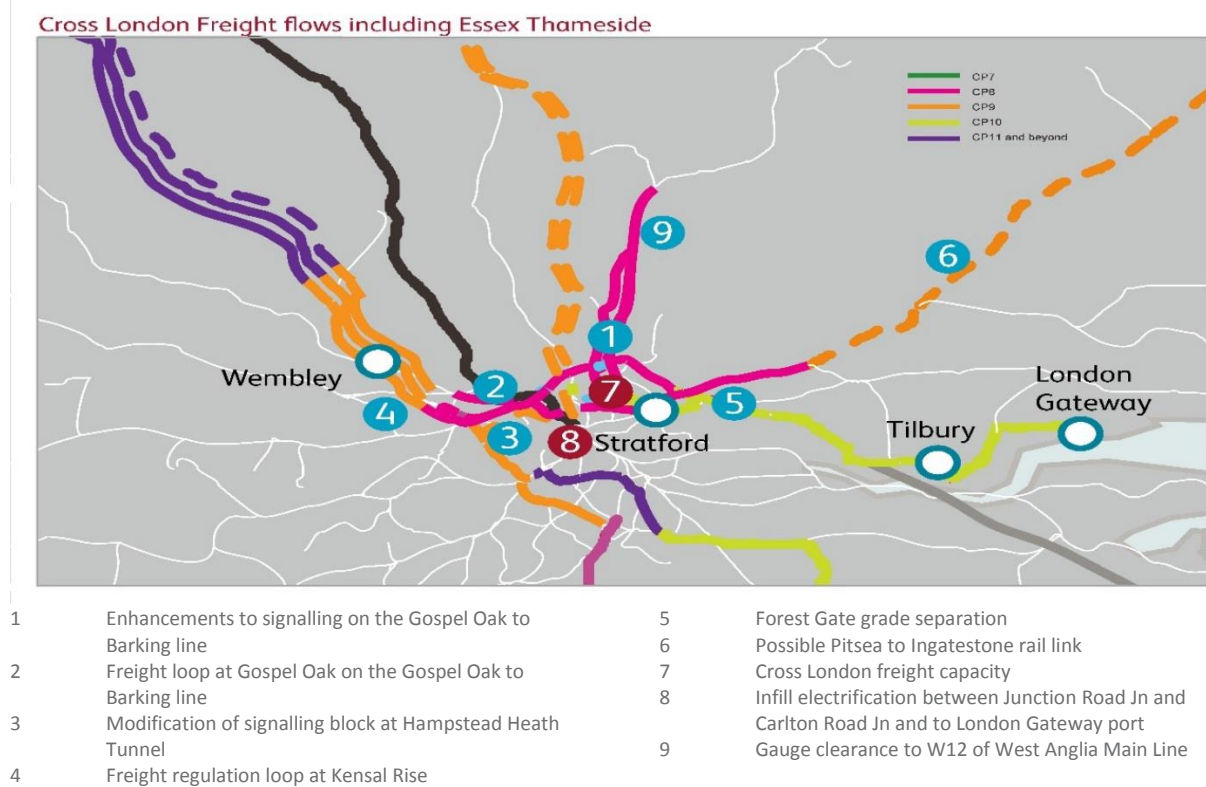 Cross London Freight flows including Essex Thameside
CP7
CP8
CP9
CP10
CP11 and beyond
9
6
1
Wembley
2
7
London
Gateway
4
5
3
8
Stratford
Tilbury
1 Enhancements to signalling on the Gospel Oak to
Barking line
2 Freight loop at Gospel Oak on the Gospel Oak to
Barking line
3 Modification of signalling block at Hampstead Heath
Tunnel
4 Freight regulation loop at Kensal Rise
5 Forest Gate grade separation
6 Possible Pitsea to Ingatestone rail link
7 Cross London freight capacity
8 Infill electrification between Junction Road Jn and
Carlton Road Jn and to London Gateway port
9 Gauge clearance to W12 of West Anglia Main Line